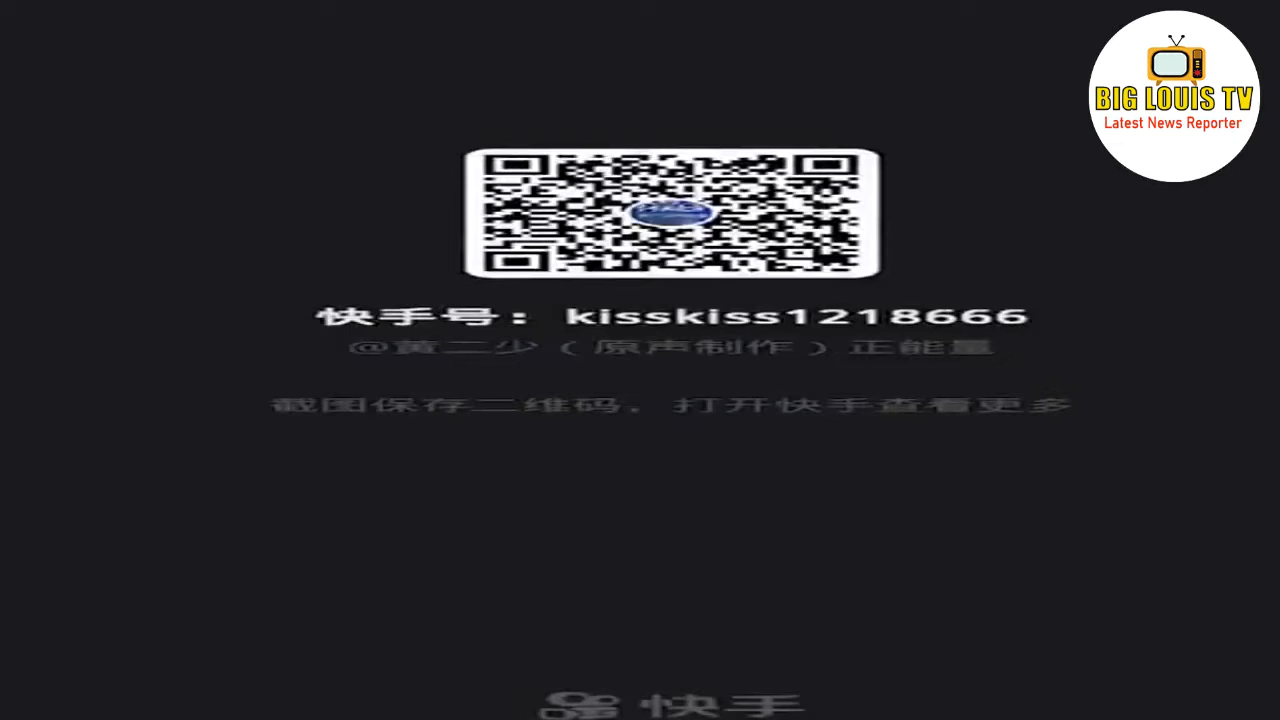 BIG LOUIS TV
Latest News Reporter
快手号： kisskiss1218666
@黄二少（原声制作）正能量
截图保存二维码，打开快手查看更多
快手